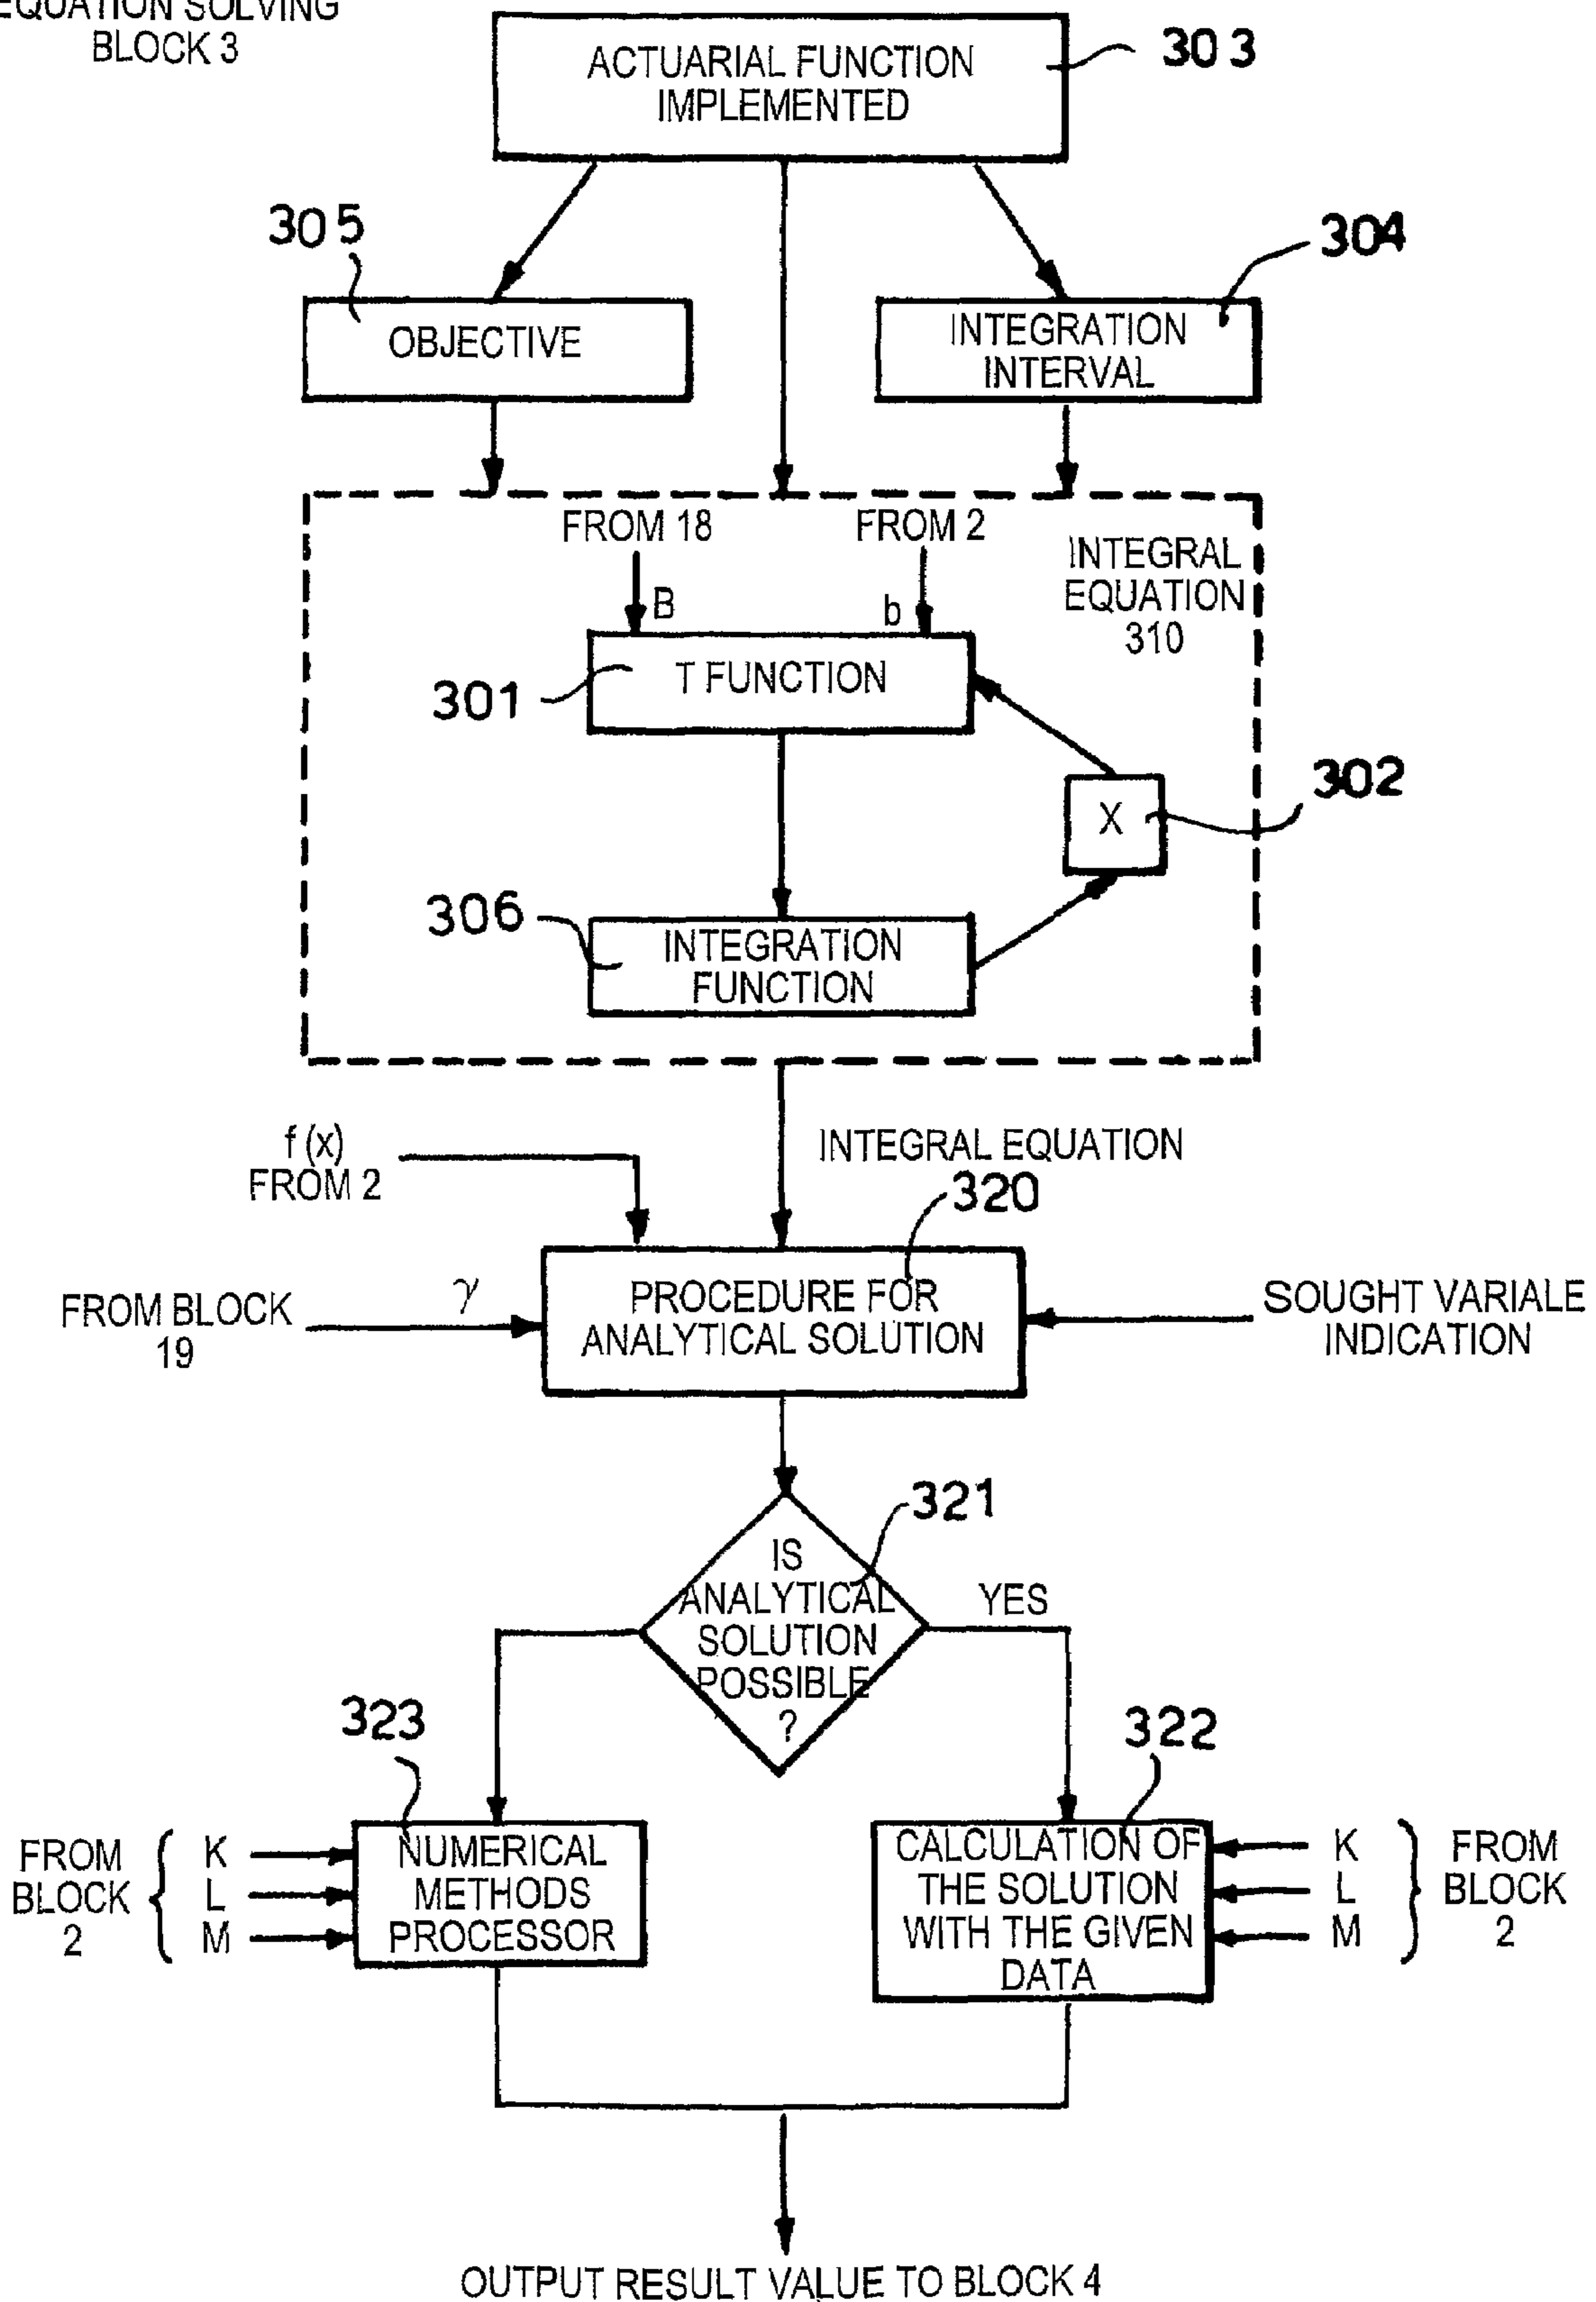 EQUATION SOLVING
BLOCK 3
ACTUARIAL FUNCTION
IMPLEMENTED
303
305
304
OBJECTIVE
INTEGRATION
INTERVAL
FROM 18
FROM 2
INTEGRAL
EQUATION
310
B
b
T FUNCTION
301
302
X
306
INTEGRATION
FUNCTION
f (x)
FROM 2
INTEGRAL EQUATION
320
FROM BLOCK
19
γ
PROCEDURE FOR
ANALYTICAL SOLUTION
SOUGHT VARIALE
INDICATION
321
IS
ANALYTICAL
SOLUTION
POSSIBLE
?
YES
323
322
FROM
BLOCK
2
K
L
M
NUMERICAL
METHODS
PROCESSOR
CALCULATION OF
THE SOLUTION
WITH THE GIVEN
DATA
K
L
M
FROM
BLOCK
2
OUTPUT RESULT VALUE TO BLOCK 4